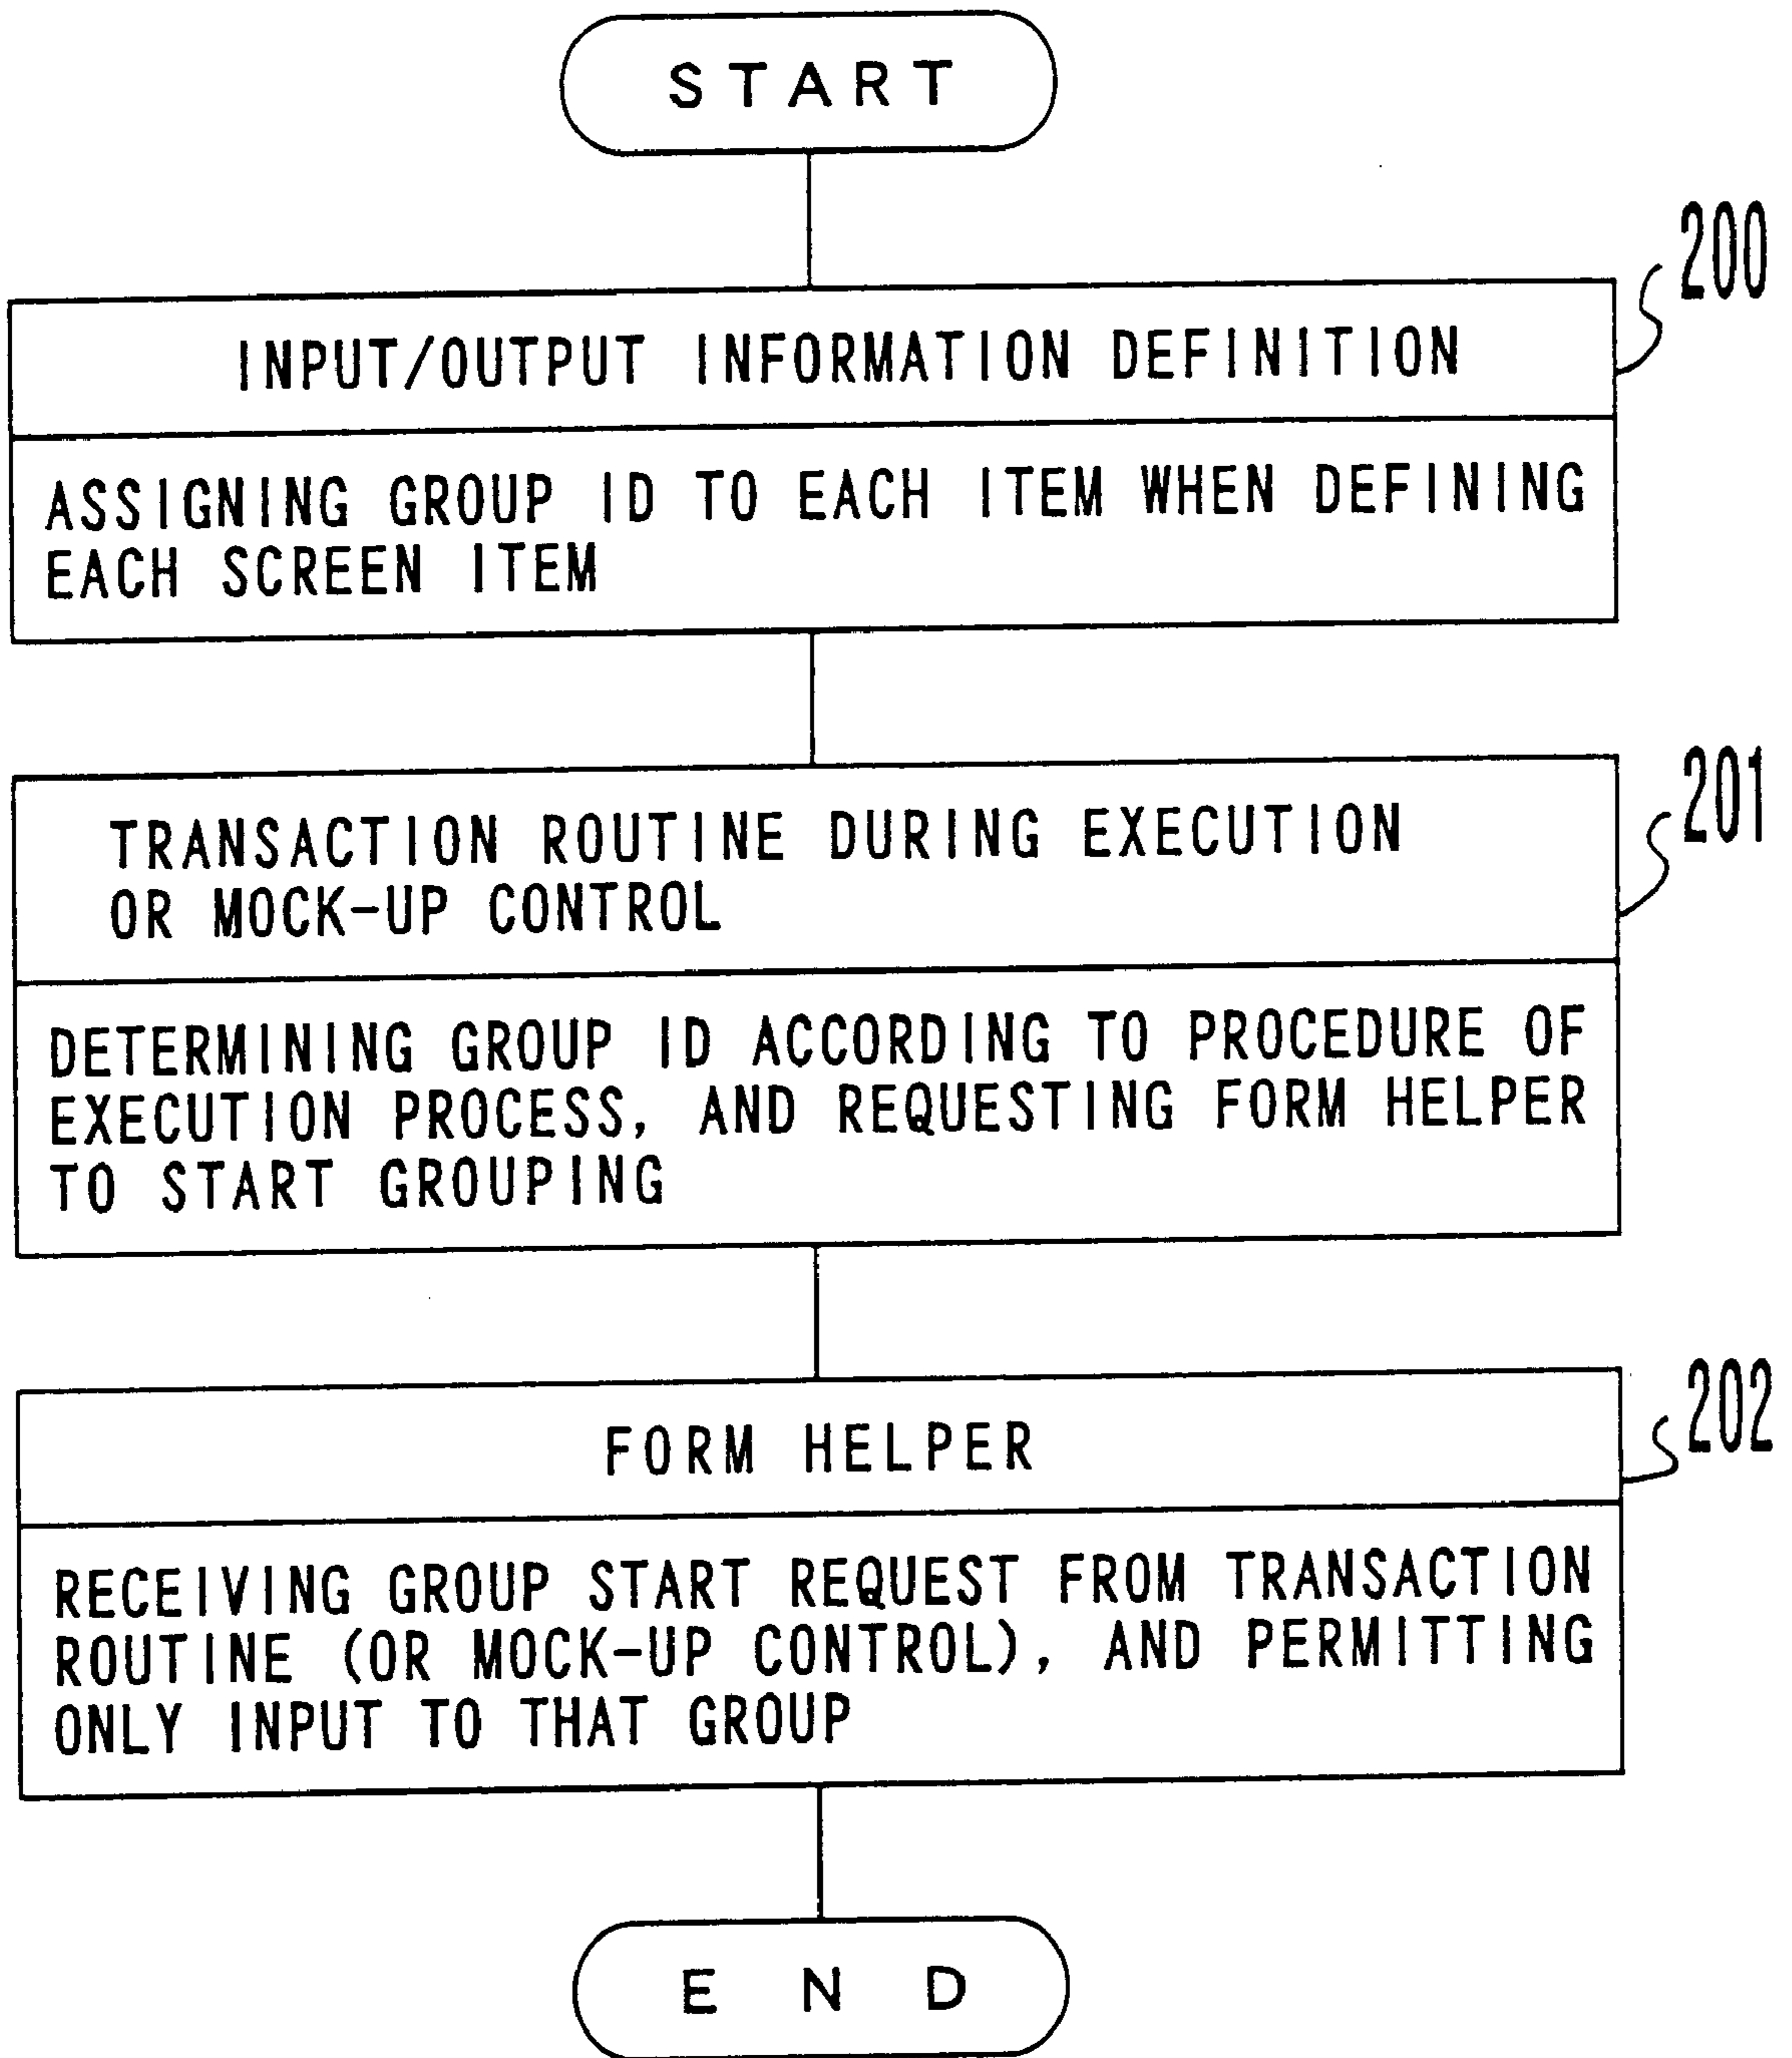 START
200
INPUT/OUTPUT INFORMATION DEFINITION
ASSIGNING GROUP ID TO EACH ITEM WHEN DEFINING
EACH SCREEN ITEM
201
TRANSACTION ROUTINE DURING EXECUTION
OR MOCK-UP CONTROL
DETERMINING GROUP ID ACCORDING TO PROCEDURE OF
EXECUTION PROCESS, AND REQUESTING FORM HELPER
TO START GROUPING
202
FORM HELPER
RECEIVING GROUP START REQUEST FROM TRANSACTION
ROUTINE (OR MOCK-UP CONTROL), AND PERMITTING
ONLY INPUT TO THAT GROUP
END